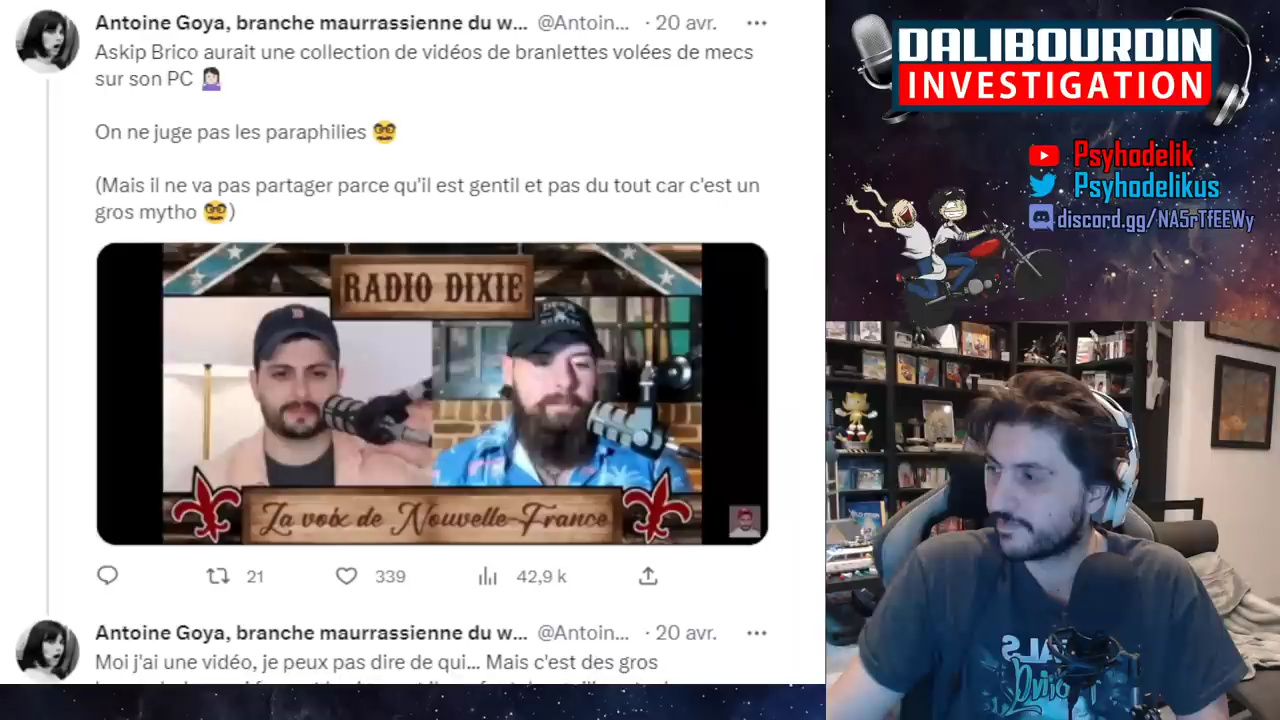 Antoine Goya, branche maurrassienne du w... @Antoin... · 20 avr.
Askip Brico aurait une collection de vidéos de branlettes volées de mecs
sur son PC
On ne juge pas les paraphilies
(Mais il ne va pas partager parce qu'il est gentil et pas du tout car c'est un
gros mytho )
RADIO DIXIE
La voix de Nouvelle-France
21 339 42,9 k
Antoine Goya, branche maurrassienne du w... @Antoin... · 20 avr.
Moi j'ai une vidéo, je peux pas dire de qui... Mais c'est des gros
DALIBOURDIN
INVESTIGATION
Psyhodelik
Psyhodelikus
discord.gg/NA5rTfEEWy